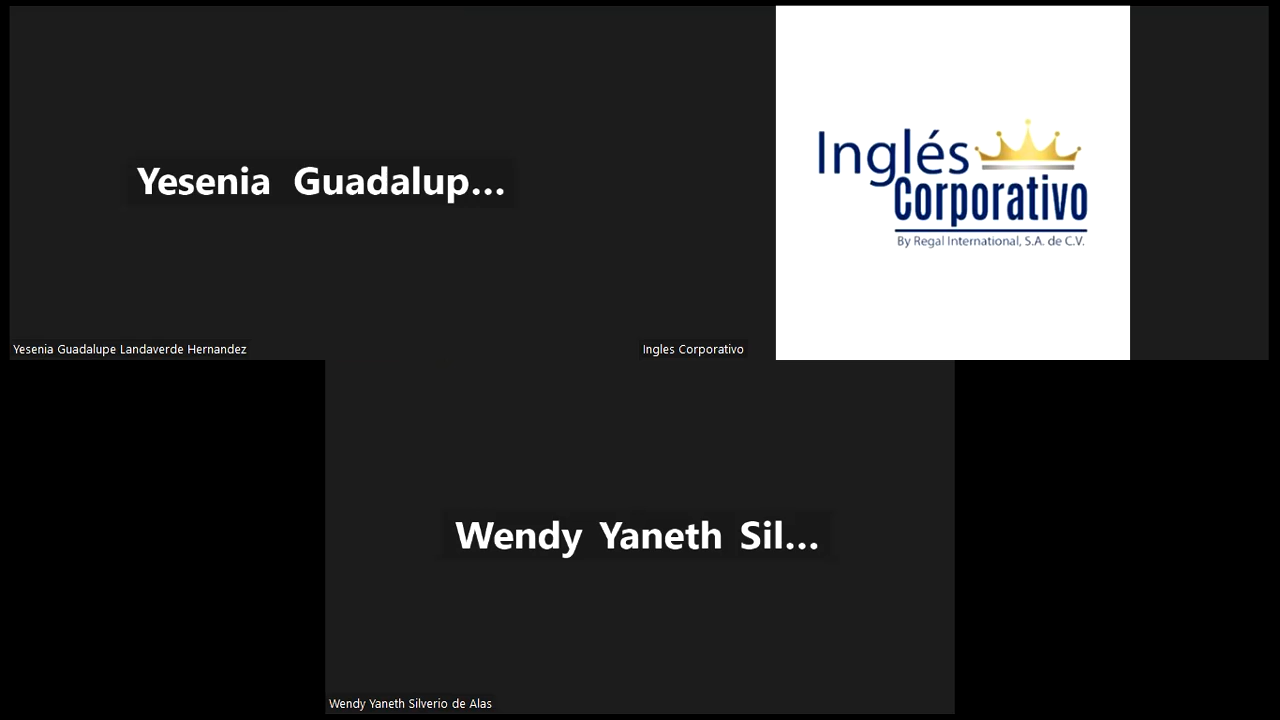 Yesenia Guadalup...
Yesenia Guadalupe Landaverde Hernandez
Inglés
Corporativo
By Regal International, S.A. de C.V.
Ingles Corporativo
Wendy Yaneth Sil...
Wendy Yaneth Silverio de Alas